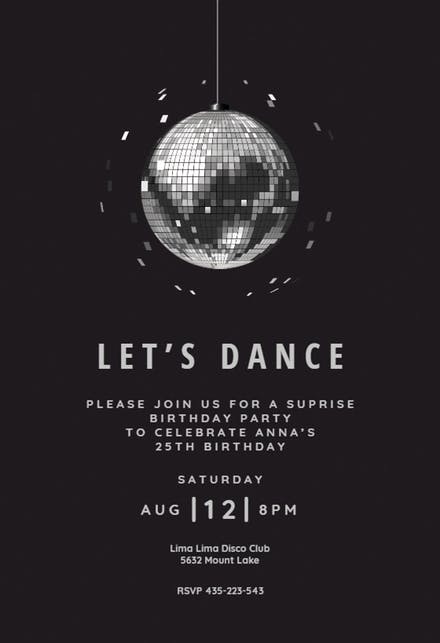 LET'S DANCE
PLEASE JOIN US FOR A SUPRISE
BIRTHDAY PARTY
TO CELEBRATE ANNA'S
25TH BIRTHDAY
SATURDAY
AUG |12| 8PM
Lima Lima Disco Club
5632 Mount Lake
RSVP 435-223-543